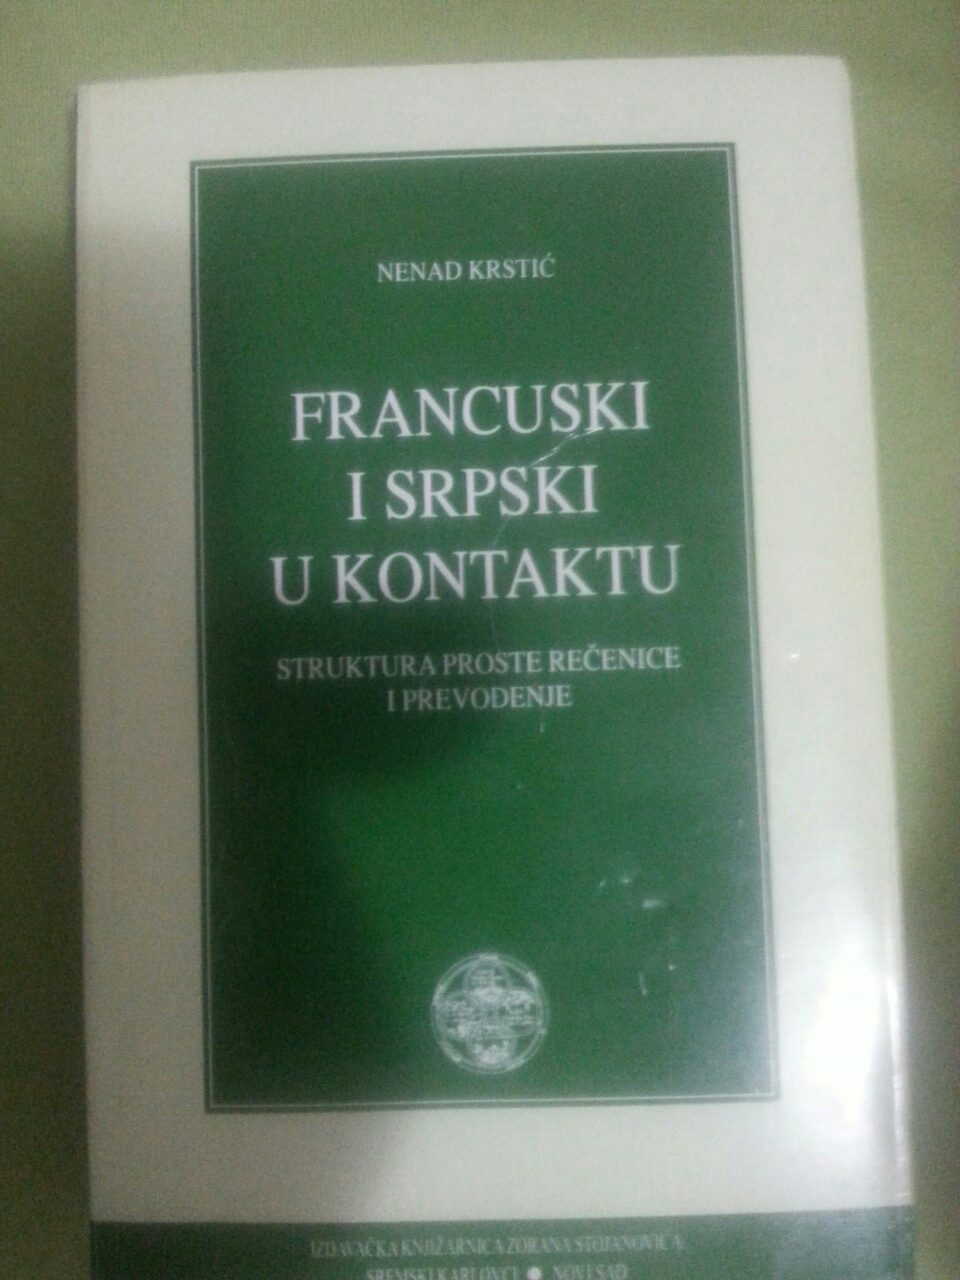 NENAD KRSTIĆ
FRANCUSKI
I SRPSKI
U KONTAKTU
STRUKTURA PROSTE REČENICE
I PREVOĐENJE
IZDAVAČKA KNJIŽARNICA ZORANA STOJANOVIĆA
SREMSKI KARLOVCI ● NOVI SAD